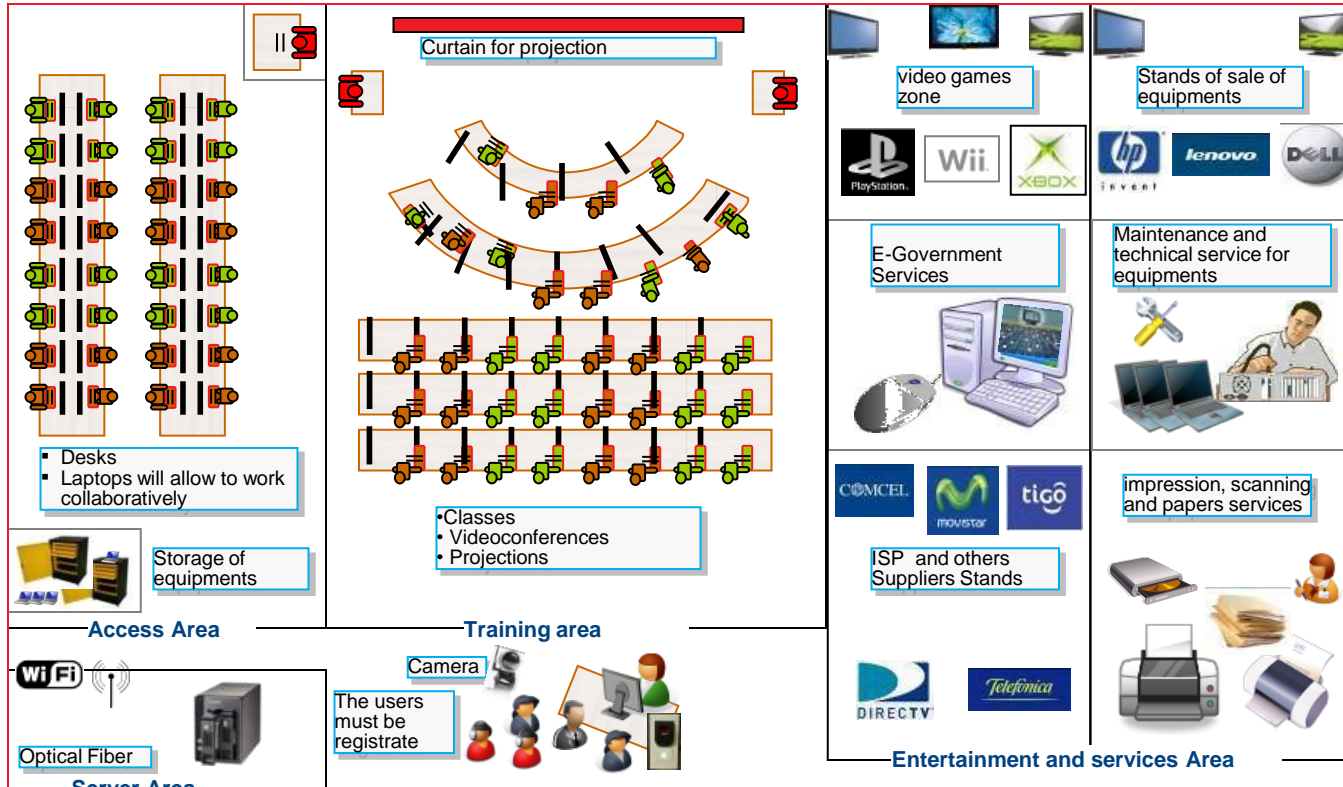 Curtain for projection
▪ Desks
▪ Laptops will allow to work
collaboratively
Storage of
equipments
Access Area
•Classes
• Videoconferences
• Projections
Training area
video games
zone
PlayStation.
Wii.
XBOX
Stands of sale of
equipments
hp
invent
lenovo
DELL
E-Government
Services
Maintenance and
technical service for
equipments
COMCEL
movistar
tigo
ISP and others
Suppliers Stands
DIRECTV
Telefónica
impression, scanning
and papers services
Entertainment and services Area
Wi Fi
Optical Fiber
Server Area
Camera
The users
must be
registrate